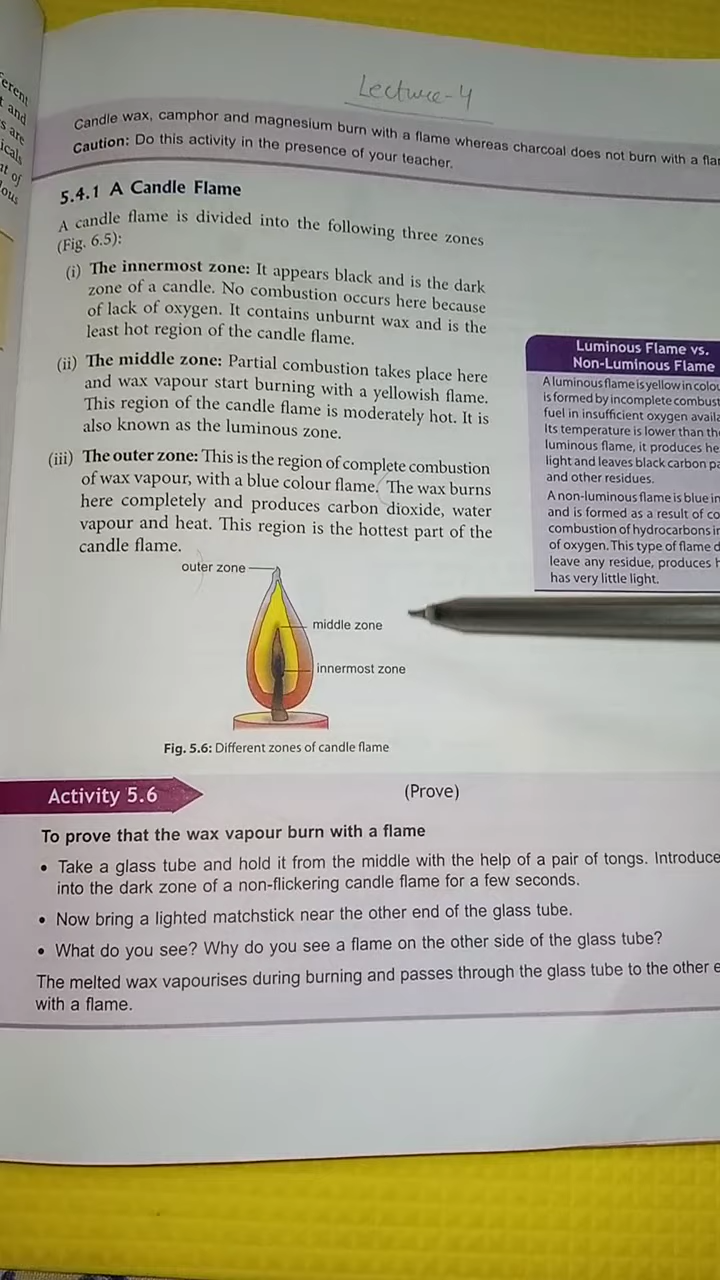 Lecture-4
Candle wax, camphor and magnesium burn with a flame whereas charcoal does not burn with a
Caution: Do this activity in the presence of your teacher.
5.4.1 A Candle Flame
A candle flame is divided into the following three zones
(Fig. 6.5):
(i) The innermost zone: It appears black and is the dark
zone of a candle. No combustion occurs here because
of lack of oxygen. It contains unburnt wax and is the
least hot region of the candle flame.
(ii) The middle zone: Partial combustion takes place here
and wax vapour start burning with a yellowish flame.
This region of the candle flame is moderately hot. It is
also known as the luminous zone.
(iii) The outer zone: This is the region of complete combustion
of wax vapour, with a blue colour flame. The wax burns
here completely and produces carbon dioxide, water
vapour and heat. This region is the hottest part of the
candle flame.
Luminous Flame vs.
Non-Luminous Flame
A luminous flame is yellow in
is formed by incomplete
fuel in insufficient oxygen
Its temperature is lower than
luminous flame, it produces
light and leaves black carbon
and other residues.
A non-luminous flame is blue in
and is formed as a result of
combustion of hydrocarbons
of oxygen. This type of flame
leave any residue, produces
has very little light.
outer zone
middle zone
innermost zone
Fig. 5.6: Different zones of candle flame
Activity 5.6
(Prove)
To prove that the wax vapour burn with a flame
• Take a glass tube and hold it from the middle with the help of a pair of tongs. Introduce
into the dark zone of a non-flickering candle flame for a few seconds.
• Now bring a lighted matchstick near the other end of the glass tube.
• What do you see? Why do you see a flame on the other side of the glass tube?
The melted wax vapourises during burning and passes through the glass tube to the other
with a flame.